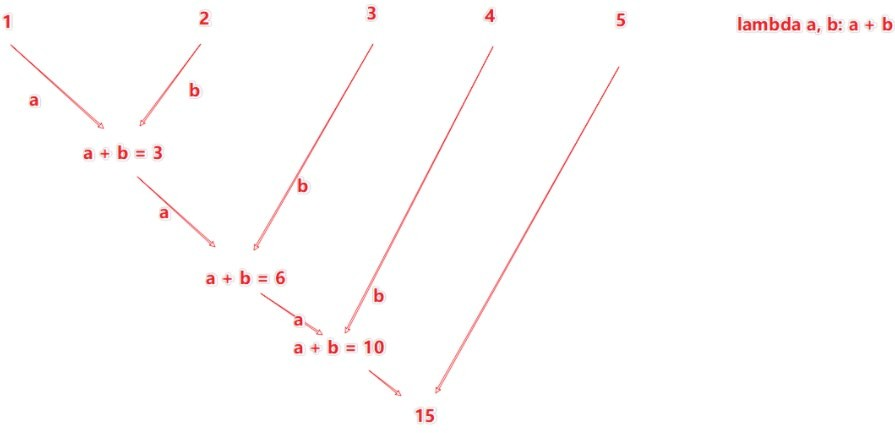 1
2
3
4
5
lambda a, b: a + b
a
b
a + b = 3
b
a
a + b = 6
b
a
a + b = 10
15